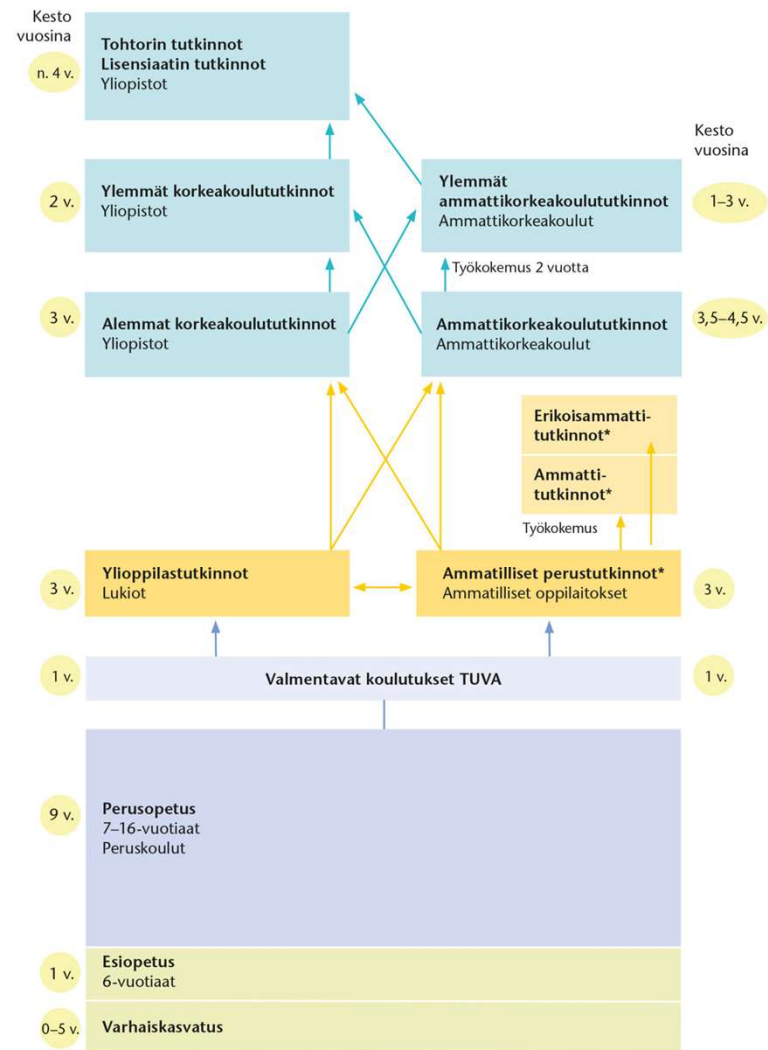 Kesto
vuosina
n. 4 v.
Tohtorin tutkinnot
Lisensiaatin tutkinnot
Yliopistot
Kesto
vuosina
2 v.
Ylemmät korkeakoulututkinnot
Yliopistot
Ylemmät
ammattikorkeakoulututkinnot
Ammattikorkeakoulut
1–3 v.
Työkokemus 2 vuotta
3 v.
Alemmat korkeakoulututkinnot
Yliopistot
Ammattikorkeakoulututkinnot
Ammattikorkeakoulut
3,5–4,5 v.
Erikoisammatti-
tutkinnot*
Ammatti-
tutkinnot*
Työkokemus
3 v.
Ylioppilastutkinnot
Lukiot
Ammatilliset perustutkinnot*
Ammatilliset oppilaitokset
3 v.
1 v.
Valmentavat koulutukset TUVA
1 v.
9 v.
Perusopetus
7–16-vuotiaat
Peruskoulut
1 v.
Esiopetus
6-vuotiaat
0–5 v.
Varhaiskasvatus